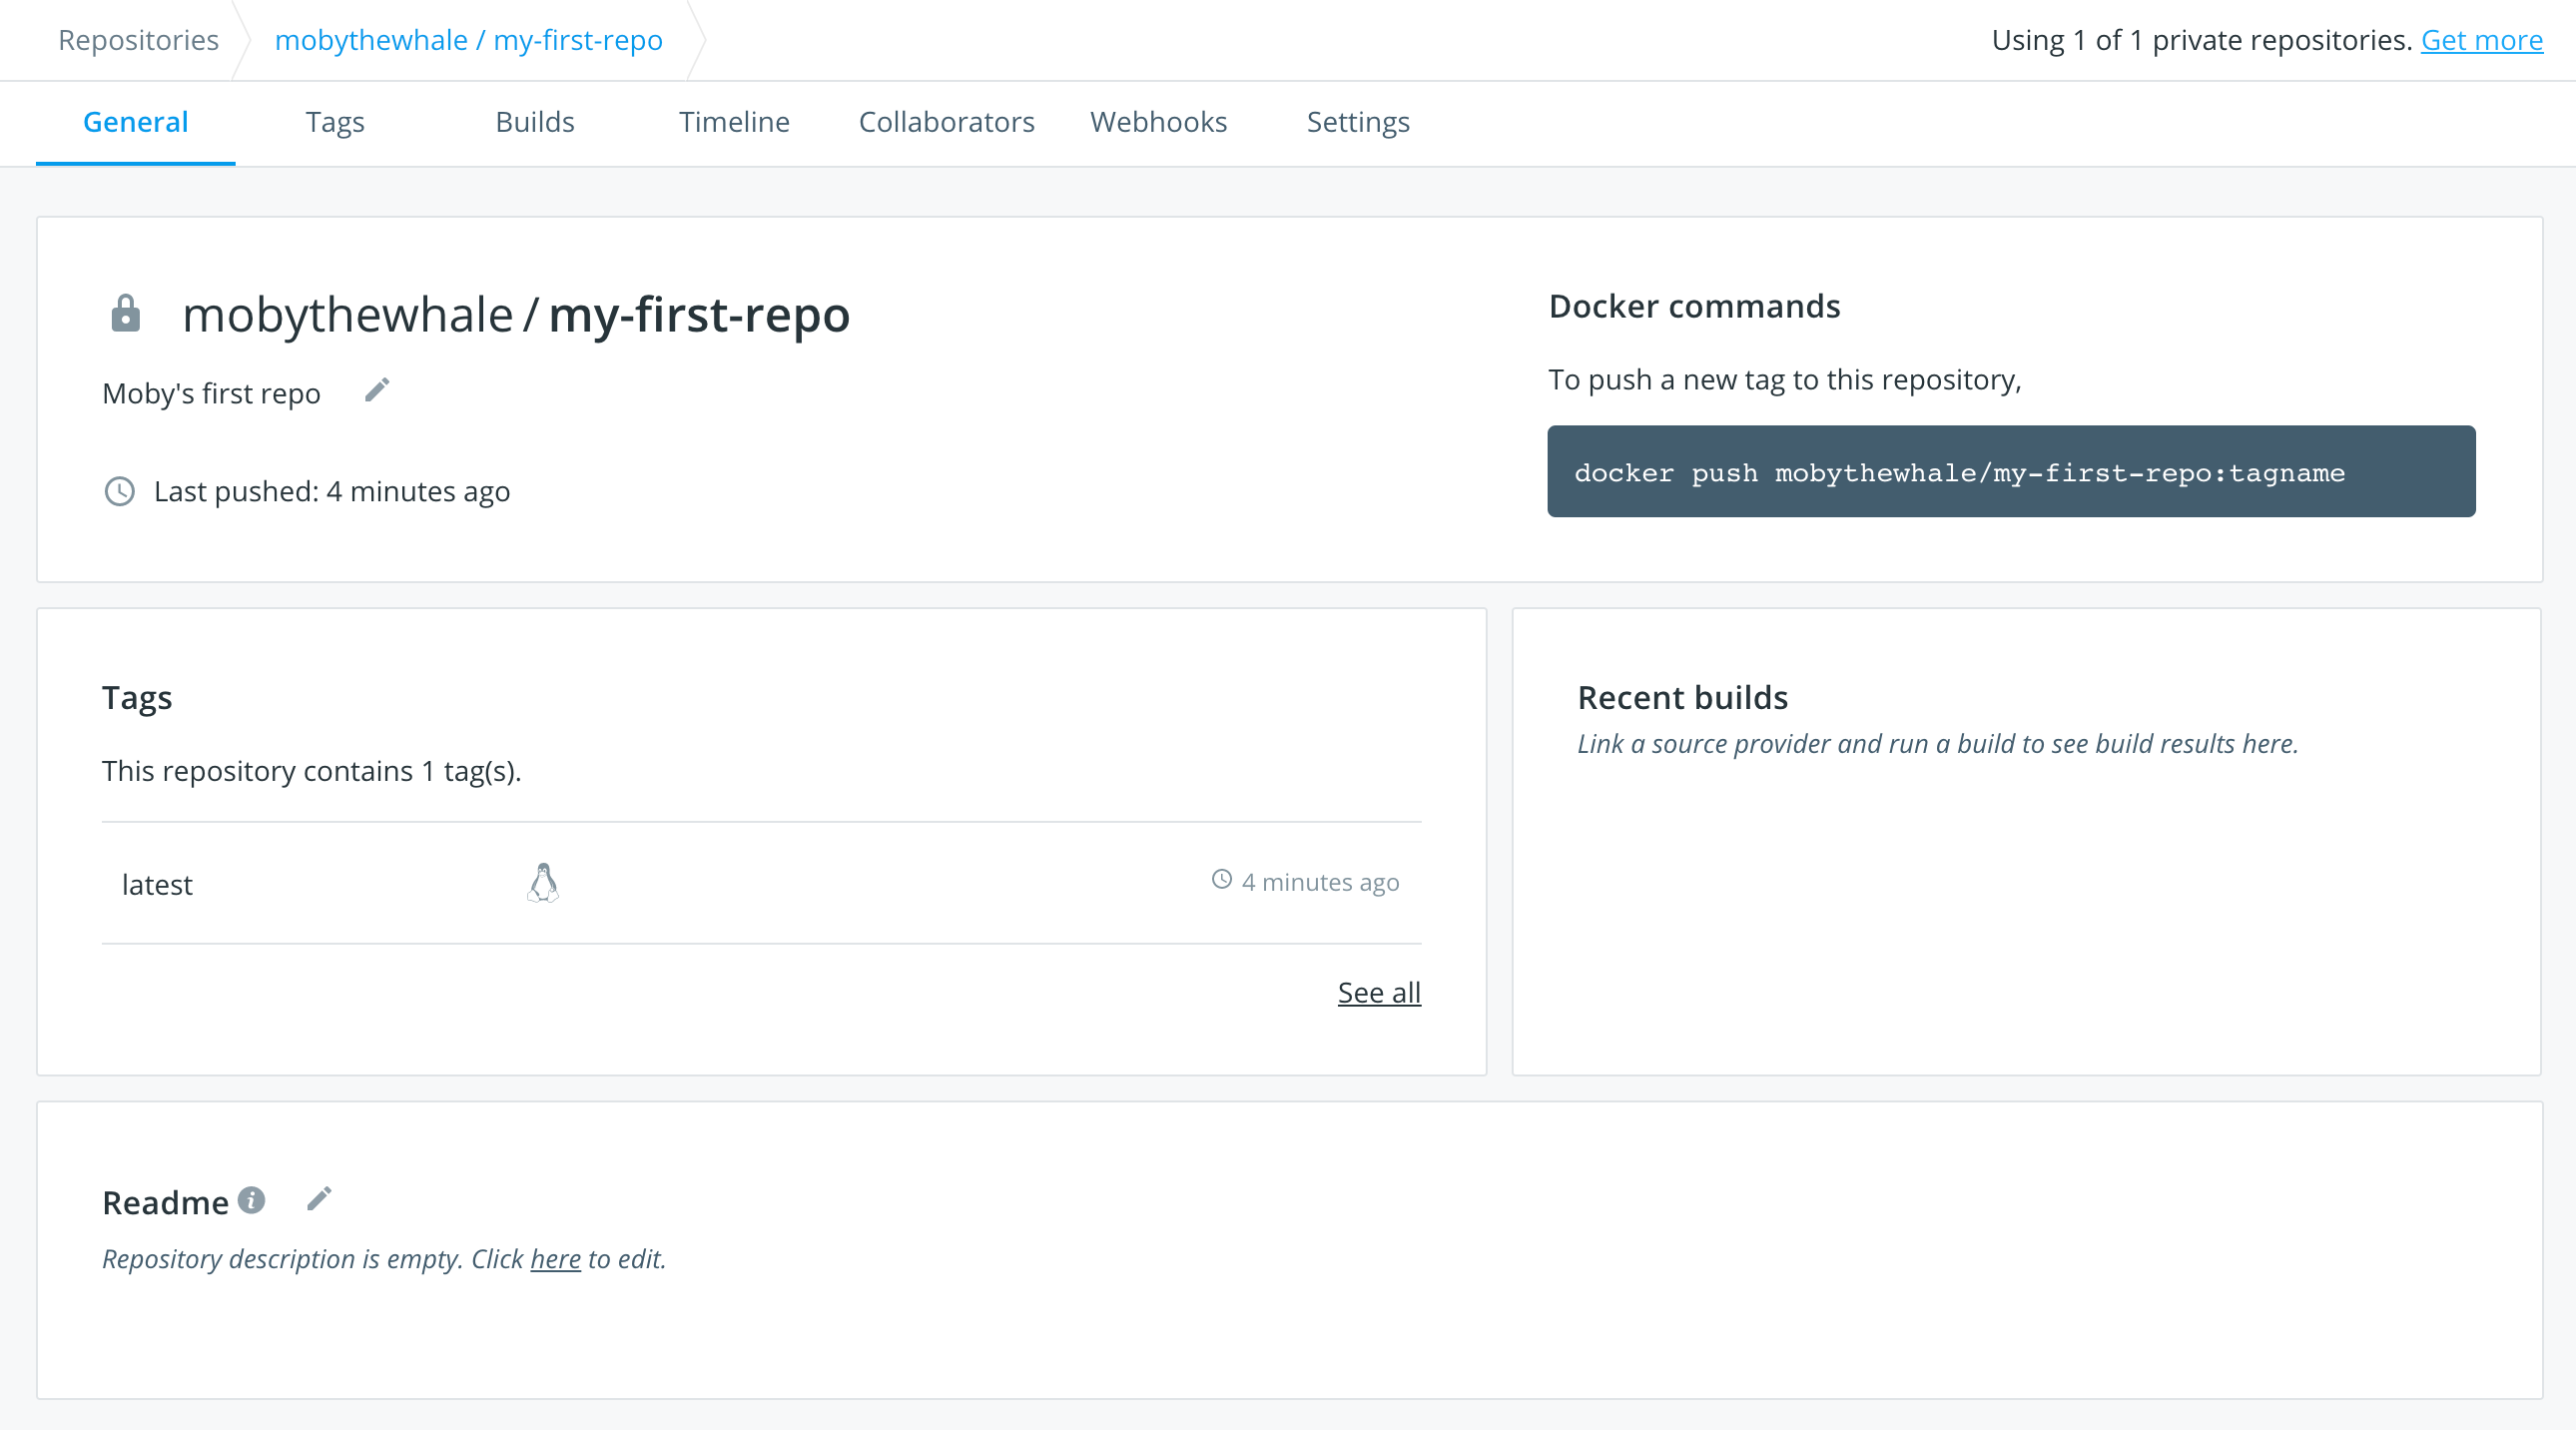 Repositories
mobythewhale / my-first-repo
Using 1 of 1 private repositories. Get more
General
Tags
Builds
Timeline
Collaborators
Webhooks
Settings
mobythewhale / my-first-repo
Moby's first repo
Last pushed: 4 minutes ago
Docker commands
To push a new tag to this repository,
docker push mobythewhale/my-first-repo:tagname
Tags
This repository contains 1 tag(s).
latest
4 minutes ago
See all
Recent builds
Link a source provider and run a build to see build results here.
Readme
Repository description is empty. Click here to edit.